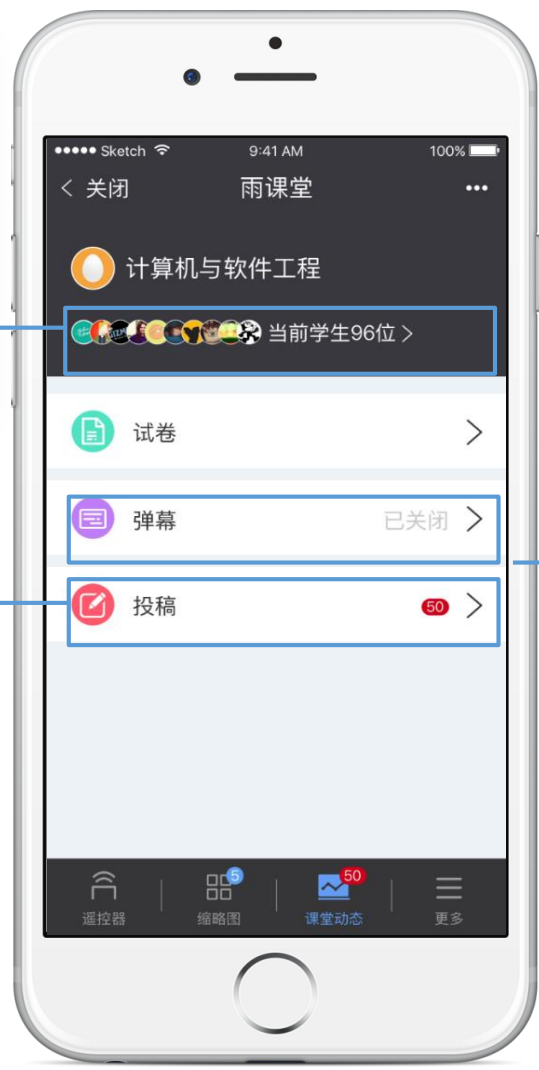 Sketch 9:41 AM 100%
关闭 雨课堂
计算机与软件工程
当前学生96位
试卷
弹幕 已关闭
投稿 50
5 50
遥控器 缩略图 课堂动态 更多